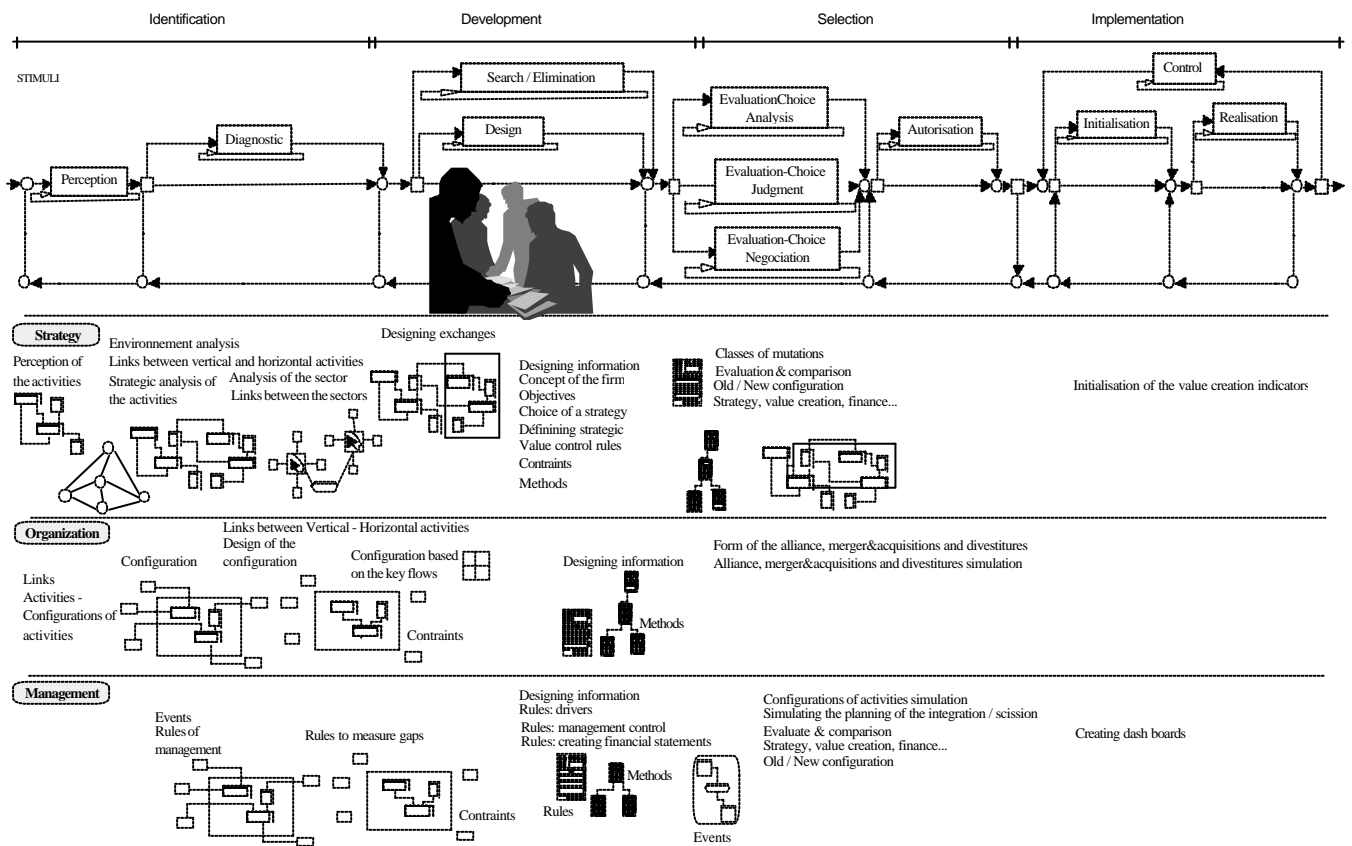 Identification
Development
Selection
Implementation
STIMULI
Search / Elimination
Control
EvaluationChoice
Analysis
Design
Diagnostic
Autorisation
Initialisation
Realisation
Perception
Evaluation-Choice
Judgment
Evaluation-Choice
Negociation
Strategy
Perception of
the activities
Environnement analysis
Links between vertical and horizontal activities
Strategic analysis of
the activities
Analysis of the sector
Links between the sectors
Designing exchanges
Designing information
Concept of the firm
Objectives
Choice of a strategy
Définining strategic
Value control rules
Contraints
Methods
Classes of mutations
Evaluation & comparison
Old / New configuration
Strategy, value creation, finance...
Initialisation of the value creation indicators
Organization
Links
Activities -
Configurations of
activities
Configuration
Links between Vertical - Horizontal activities
Design of the
configuration
Configuration based
on the key flows
Contraints
Designing information
Methods
Form of the alliance, merger&acquisitions and divestitures
Alliance, merger&acquisitions and divestitures simulation
Management
Events
Rules of
management
Rules to measure gaps
Contraints
Designing information
Rules: drivers
Rules: management control
Rules: creating financial statements
Methods
Rules
Events
Configurations of activities simulation
Simulating the planning of the integration / scission
Evaluate & comparison
Strategy, value creation, finance...
Old / New configuration
Creating dash boards